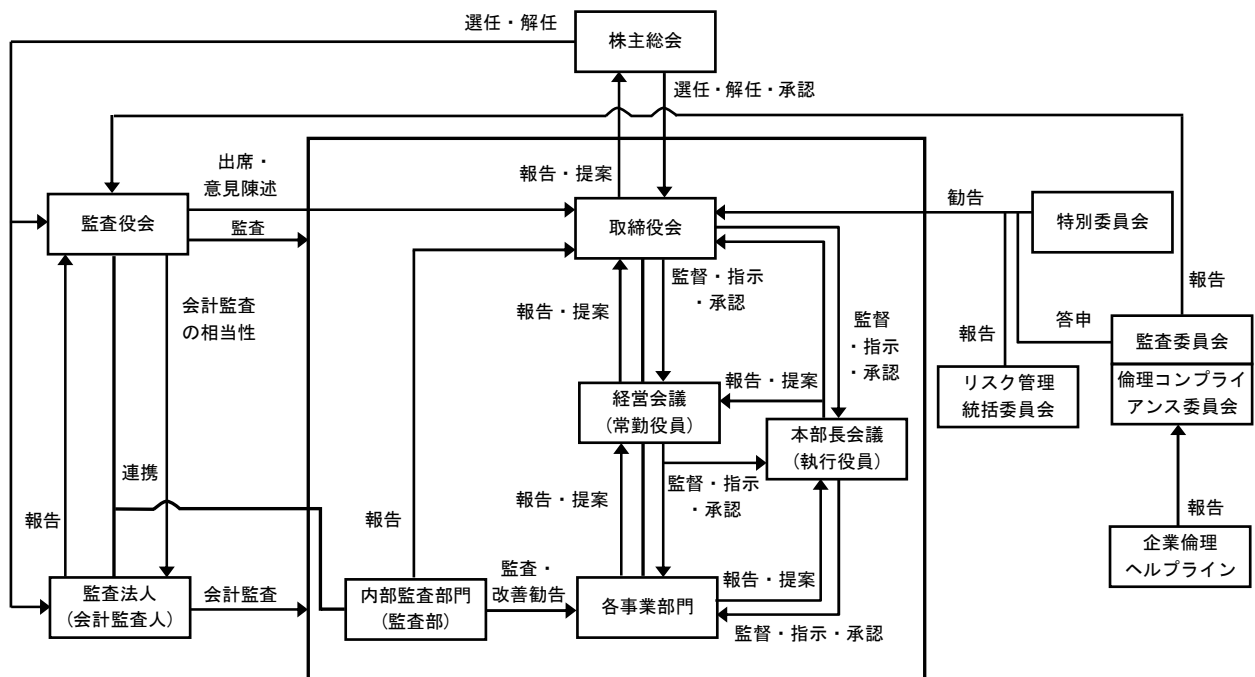 選任・解任
株主総会
選任・解任・承認
出席・
意見陳述
報告・提案
勧告
監査役会
監査
取締役会
特別委員会
会計監査
の相当性
報告・提案
監督・指示
・承認
監督
・指示
・承認
報告
答申
報告
監査委員会
倫理コンプライ
アンス委員会
リスク管理
統括委員会
経営会議
(常勤役員)
報告・提案
本部長会議
(執行役員)
連携
報告
報告・提案
監督・指示
・承認
報告
報告
企業倫理
ヘルプライン
監査法人
(会計監査人)
会計監査
内部監査部門
(監査部)
監査・
改善勧告
各事業部門
報告・提案
監督・指示・承認